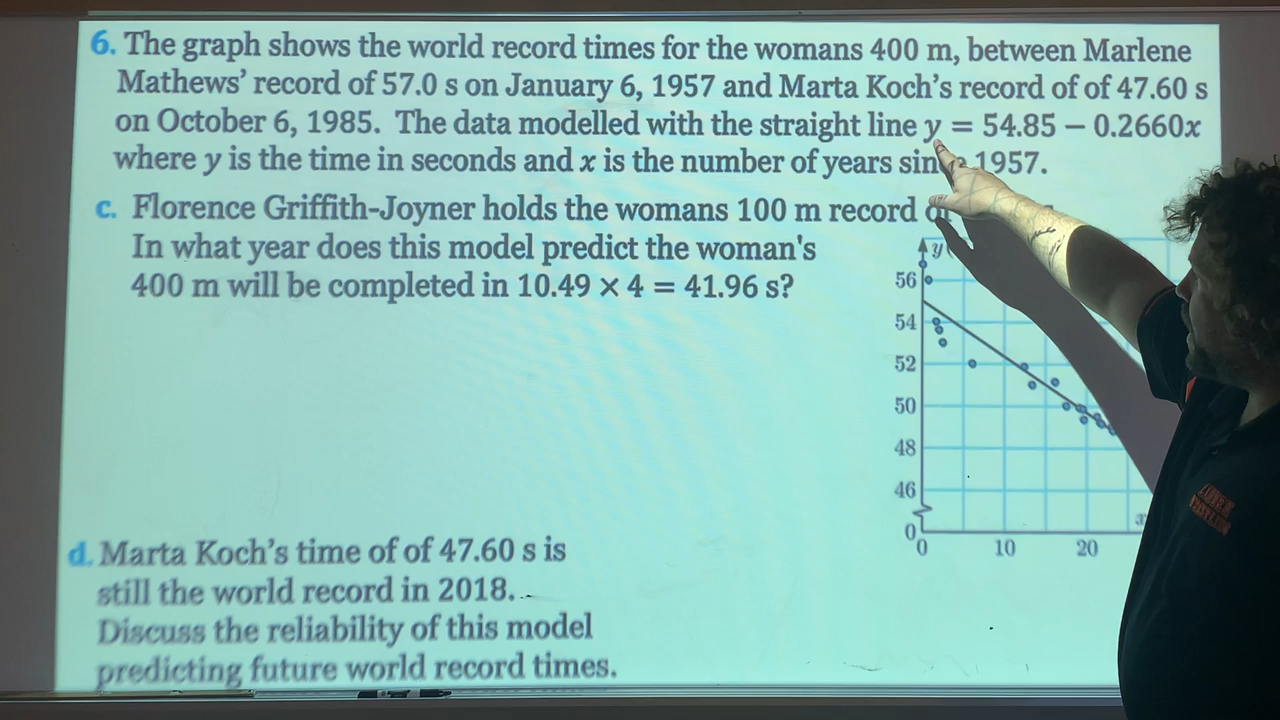 6. The graph shows the world record times for the womans 400 m, between Marlene
Mathews’ record of 57.0 s on January 6, 1957 and Marta Koch’s record of of 47.60 s
on October 6, 1985. The data modelled with the straight line y = 54.85 − 0.2660x
where y is the time in seconds and x is the number of years 1957.
c. Florence Griffith-Joyner holds the womans 100 m record
In what year does this model predict the woman's
400 m will be completed in 10.49 × 4 = 41.96 s?
y
56
54
52
50
48
46
0
0 10 20
x
d. Marta Koch’s time of of 47.60 s is
still the world record in 2018.
Discuss the reliability of this model
predicting future world record times.